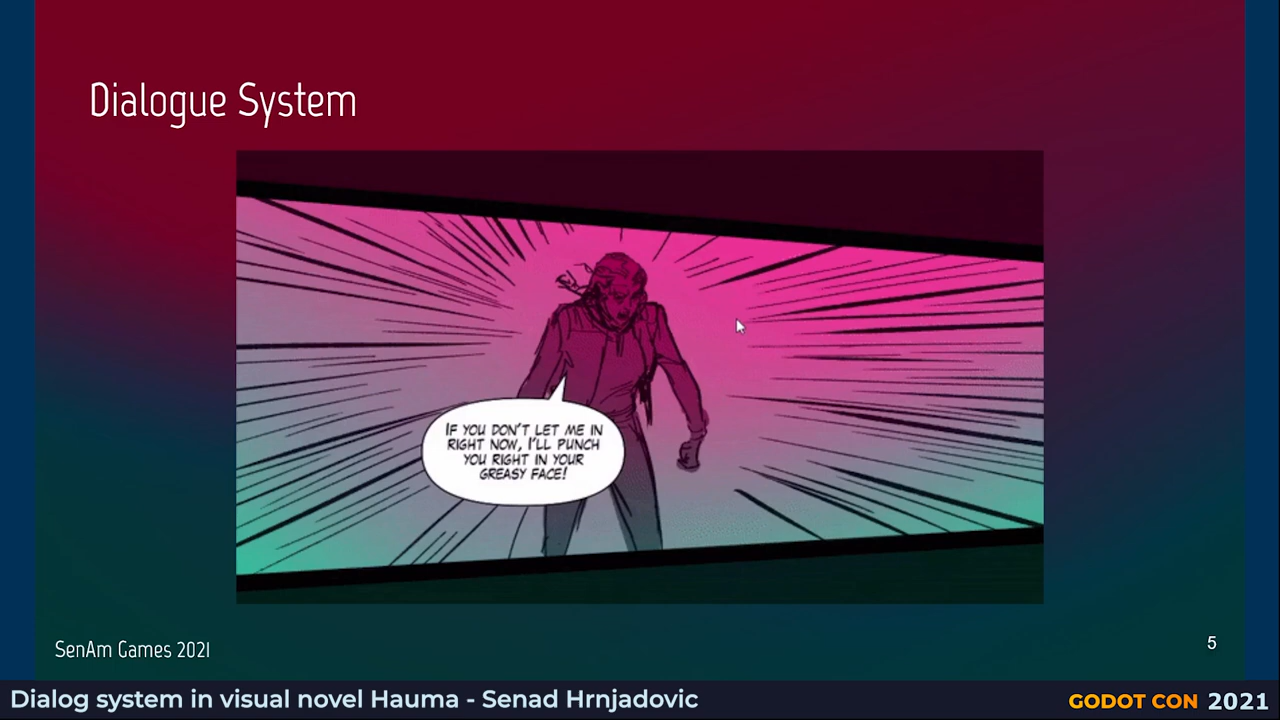 Dialogue System
IF YOU DON'T LET ME IN
RIGHT NOW, I'LL PUNCH
YOU RIGHT IN YOUR
GREASY FACE!
SenAm Games 2021
5
Dialog system in visual novel Hauma - Senad Hrnjadovic
GODOT CON 2021